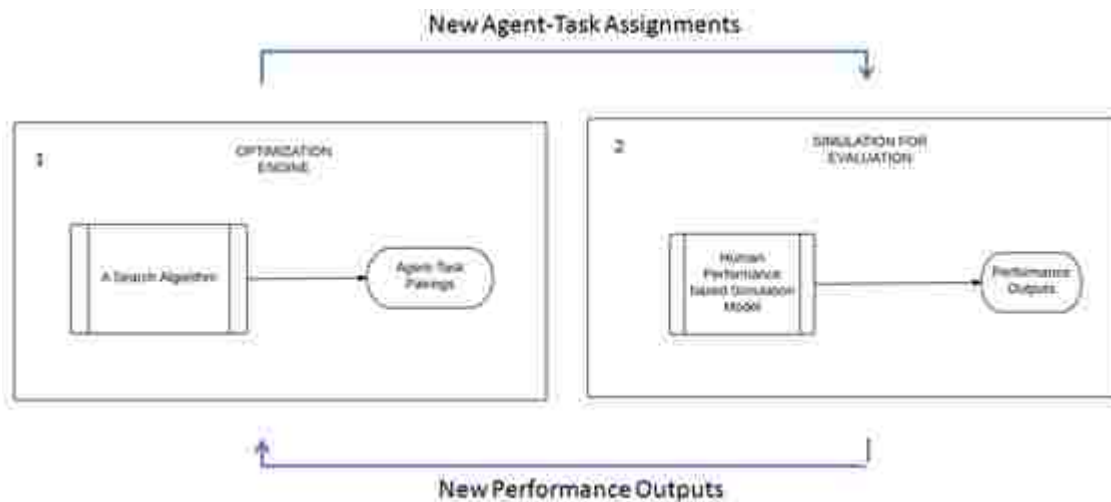 New Agent-Task Assignments
1
OPTIMIZATION
ENGINE
A Search Algorithm
Agent-Task
Pairings
2
SIMULATION FOR
EVALUATION
Human
Performance
based Simulation
Model
Performance
Outputs
New Performance Outputs